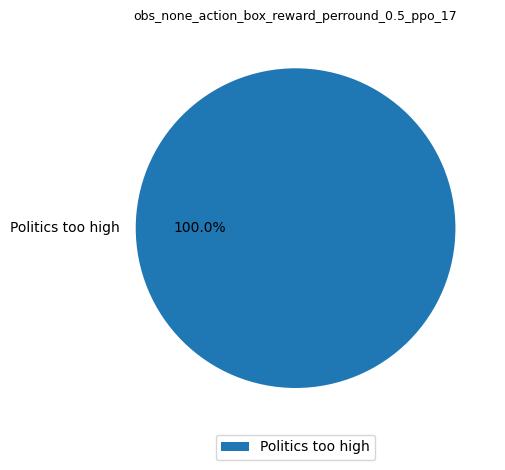 obs_none_action_box_reward_perround_0.5_ppo_17
Politics too high
100.0%
Politics too high